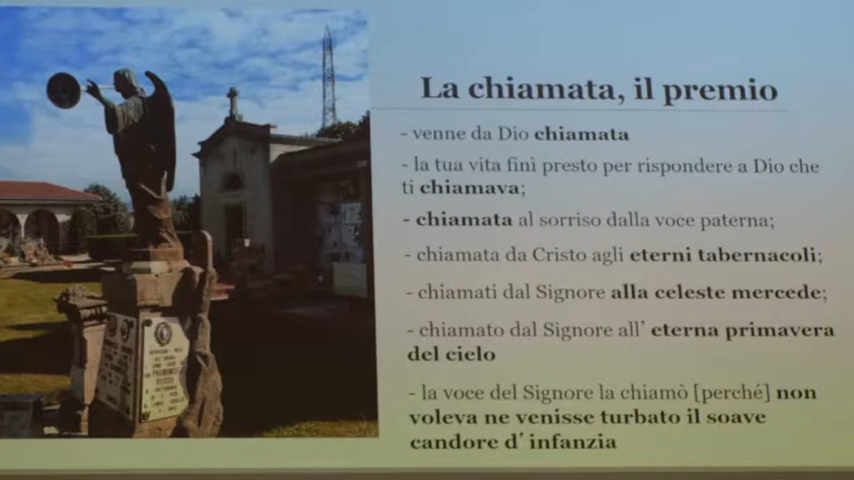 La chiamata, il premio
- venne da Dio chiamata
- la tua vita finì presto per rispondere a Dio che
ti chiamava;
- chiamata al sorriso dalla voce paterna;
- chiamata da Cristo agli eterni tabernacoli;
- chiamati dal Signore alla celeste mercede;
- chiamato dal Signore all' eterna primavera
del cielo
- la voce del Signore la chiamò [perché] non
voleva ne venisse turbato il soave
candore d'infanzia